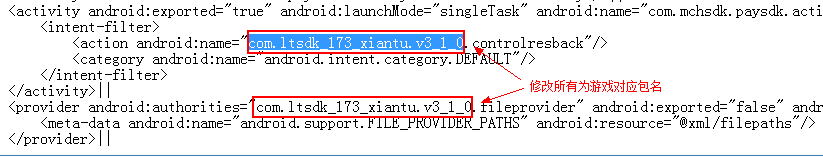 <activity android:exported="true" android:launchMode="singleTask" android:name="com.mchsdk.paysdk.acti
<intent-filter>
<action android:name="com.ltsdk_173_xiantu.v3_1_0.controlresback"/>
<category android:name="android.intent.category.DEFAULT"/>
</intent-filter>
修改所有为游戏对应包名
</activity>||
<provider android:authorities="com.ltsdk_173_xiantu.v3_1_0.fileprovider" android:exported="false" andr
<meta-data android:name="android.support.FILE_PROVIDER_PATHS" android:resource="@xml/filepaths"/>
</provider>||